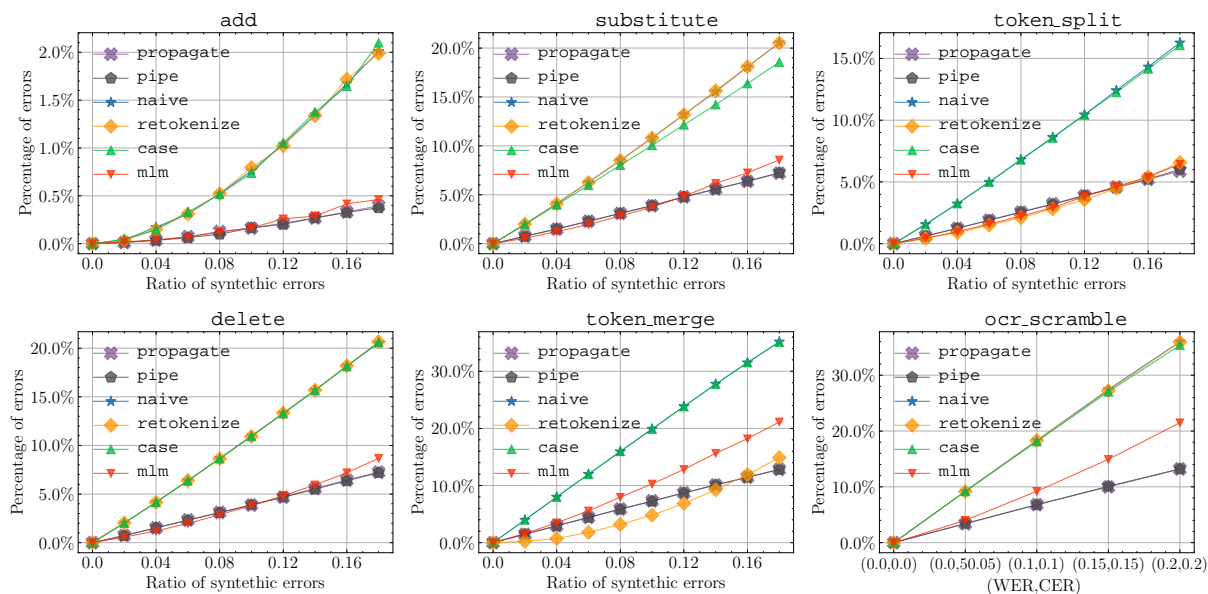 add
2.0%
1.5%
1.0%
0.5%
0.0%
Percentage of errors
propagate
pipe
naive
retokenize
case
mlm
0.0 0.04 0.08 0.12 0.16
Ratio of syntethic errors
substitute
20.0%
15.0%
10.0%
5.0%
0.0%
Percentage of errors
propagate
pipe
naive
retokenize
case
mlm
0.0 0.04 0.08 0.12 0.16
Ratio of syntethic errors
token_split
15.0%
10.0%
5.0%
0.0%
Percentage of errors
propagate
pipe
naive
retokenize
case
mlm
0.0 0.04 0.08 0.12 0.16
Ratio of syntethic errors
delete
20.0%
15.0%
10.0%
5.0%
0.0%
Percentage of errors
propagate
pipe
naive
retokenize
case
mlm
0.0 0.04 0.08 0.12 0.16
Ratio of syntethic errors
token_merge
30.0%
20.0%
10.0%
0.0%
Percentage of errors
propagate
pipe
naive
retokenize
case
mlm
0.0 0.04 0.08 0.12 0.16
Ratio of syntethic errors
ocr_scramble
30.0%
20.0%
10.0%
0.0%
Percentage of errors
propagate
pipe
naive
retokenize
case
mlm
(0.0,0.0) (0.05,0.05) (0.1,0.1) (0.15,0.15) (0.2,0.2)
(WER,CER)